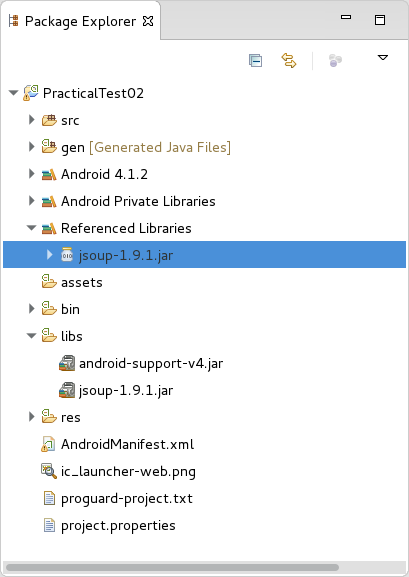 Package Explorer
PracticalTest02
src
gen [Generated Java Files]
Android 4.1.2
Android Private Libraries
Referenced Libraries
jsoup-1.9.1.jar
assets
bin
libs
android-support-v4.jar
jsoup-1.9.1.jar
res
AndroidManifest.xml
ic_launcher-web.png
proguard-project.txt
project.properties